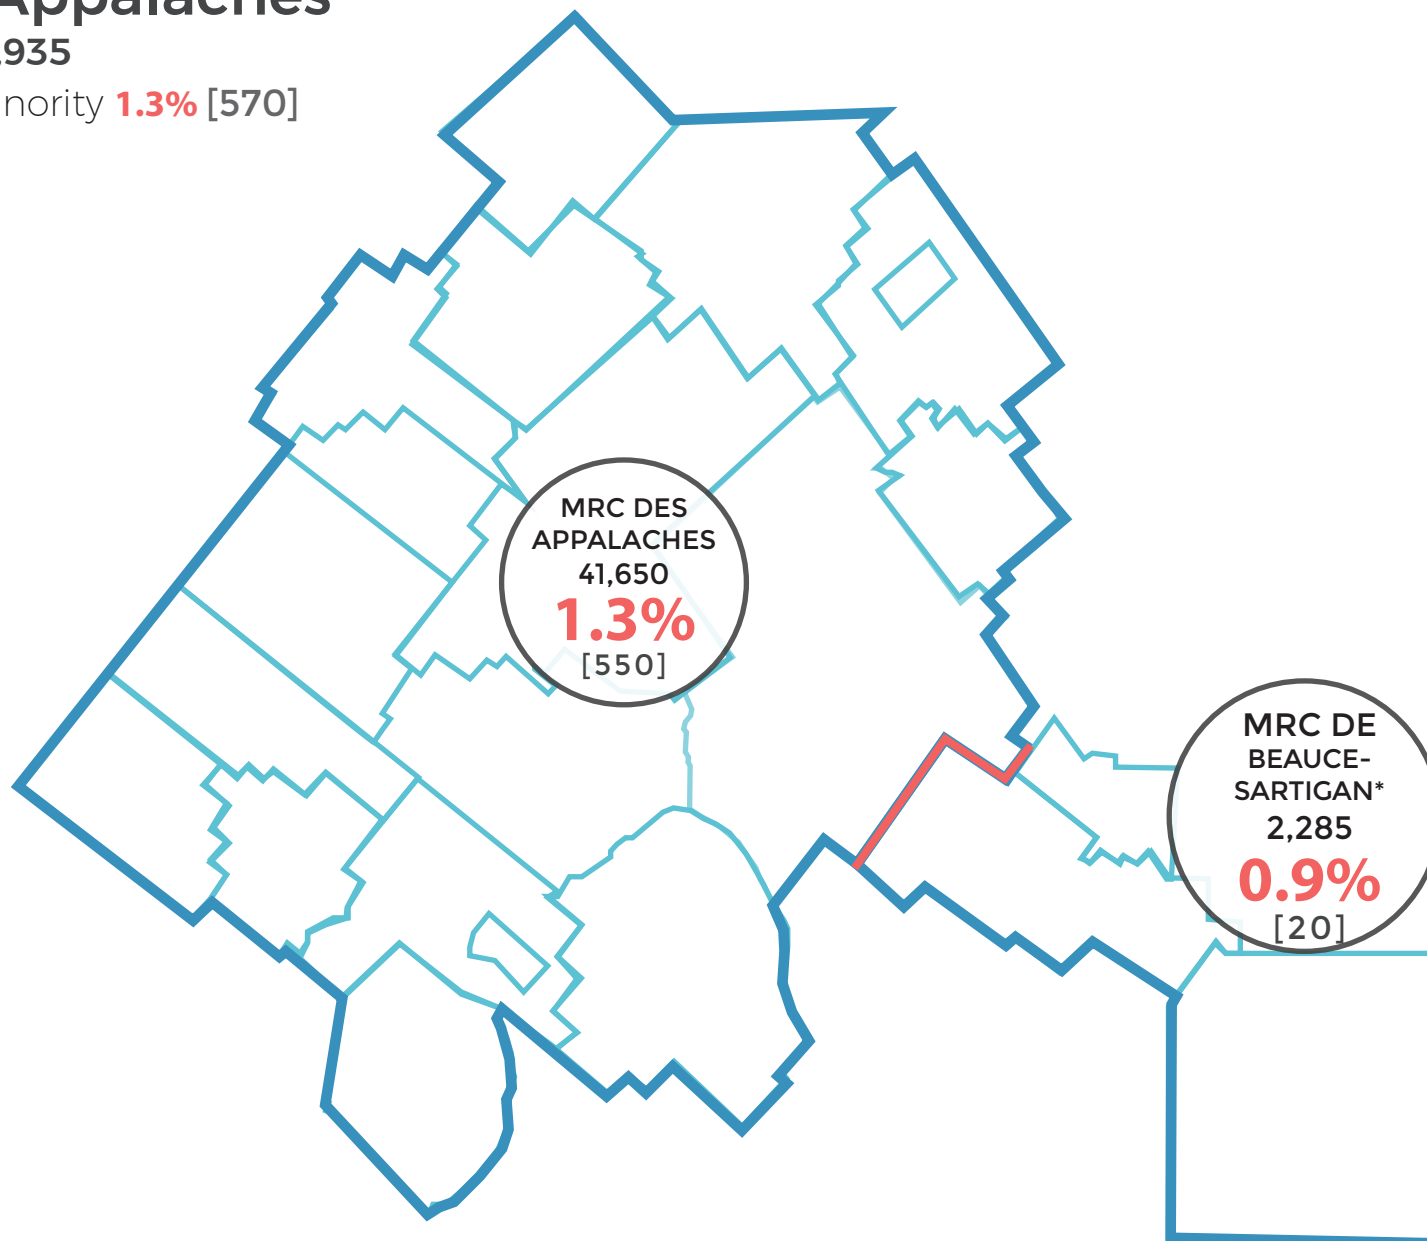 Appalaches
,935
nority 1.3% [570]
MRC DES
APPALACHES
41,650
1.3%
[550]
MRC DE
BEAUCE-
SARTIGAN*
2,285
0.9%
[20]